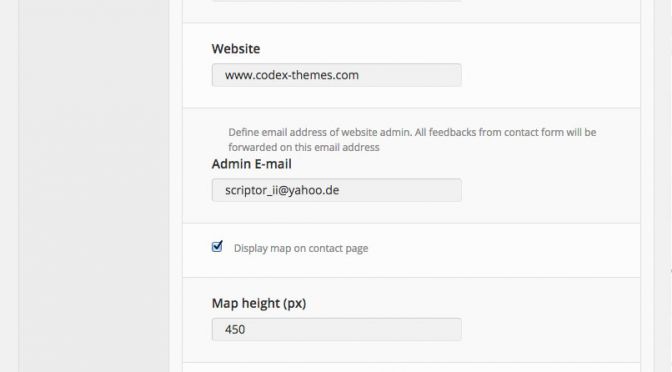 Website
www.codex-themes.com
Define email address of website admin. All feedbacks from contact form will be
forwarded on this email address
Admin E-mail
scriptor_ii@yahoo.de
Display map on contact page
Map height (px)
450